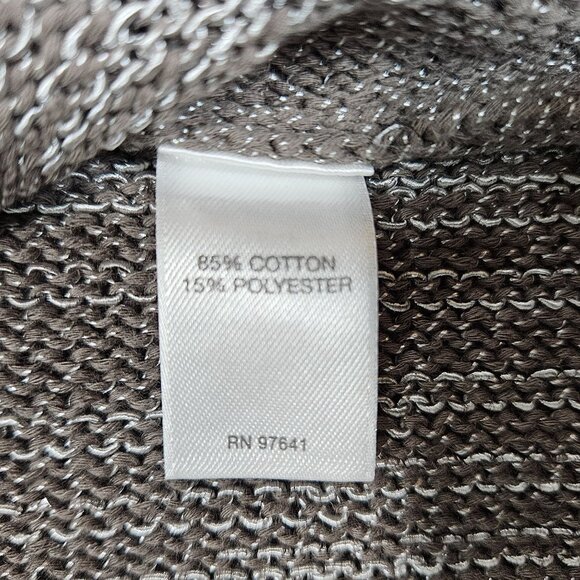 85% COTTON
15% POLYESTER
RN 97641